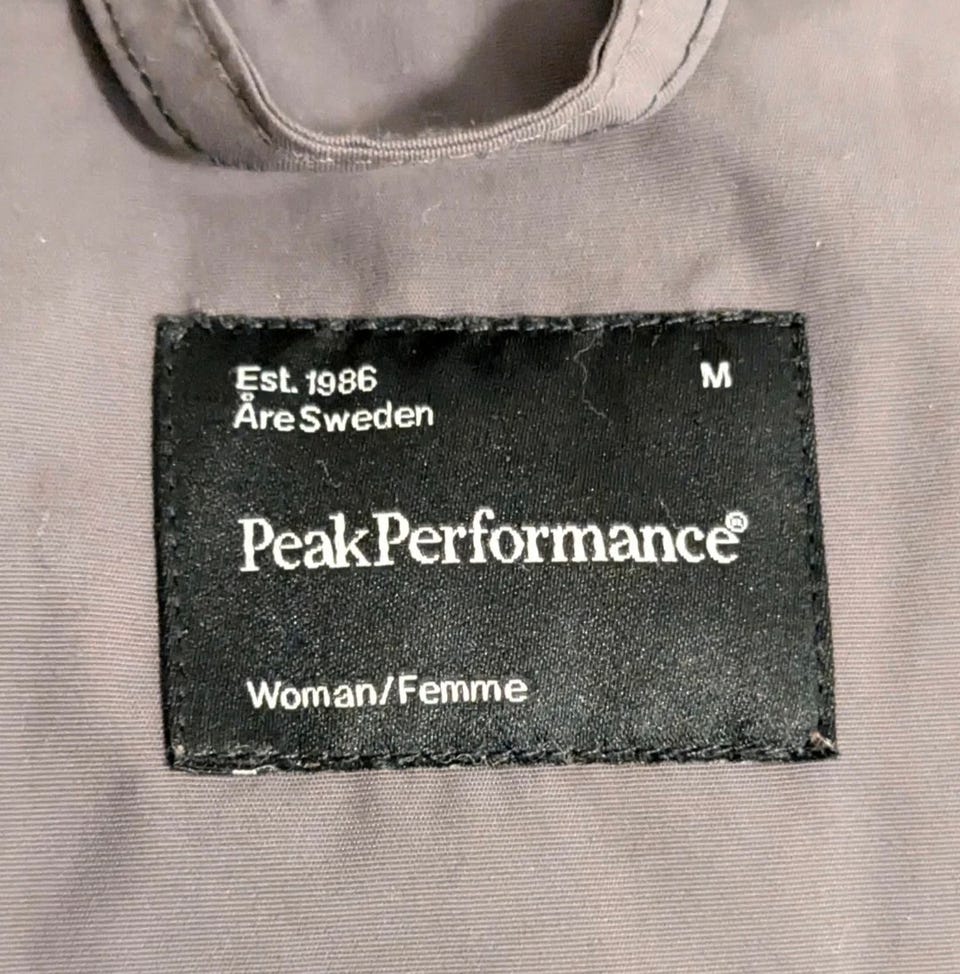 Est. 1986
Åre Sweden
M
PeakPerformance®
Woman/Femme